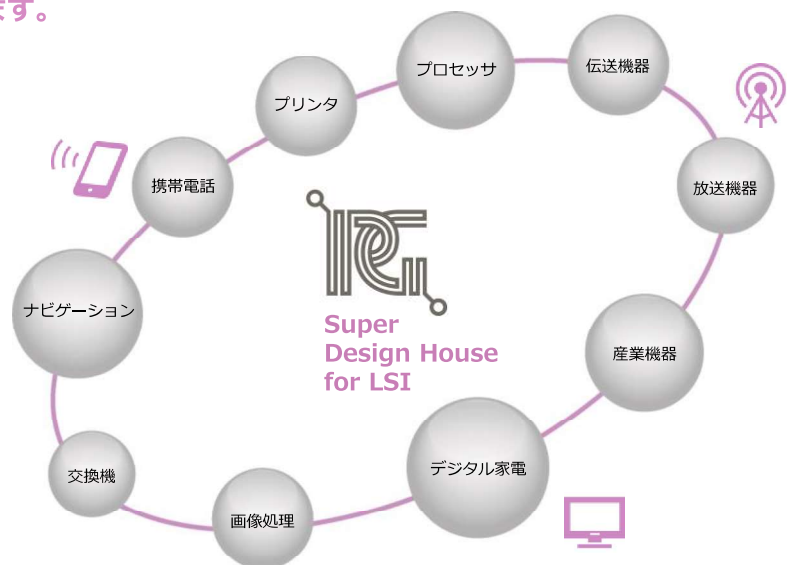 ます。
プロセッサ
伝送機器
プリンタ
携帯電話
放送機器
ナビゲーション
Super
Design House
for LSI
産業機器
デジタル家電
交換機
画像処理